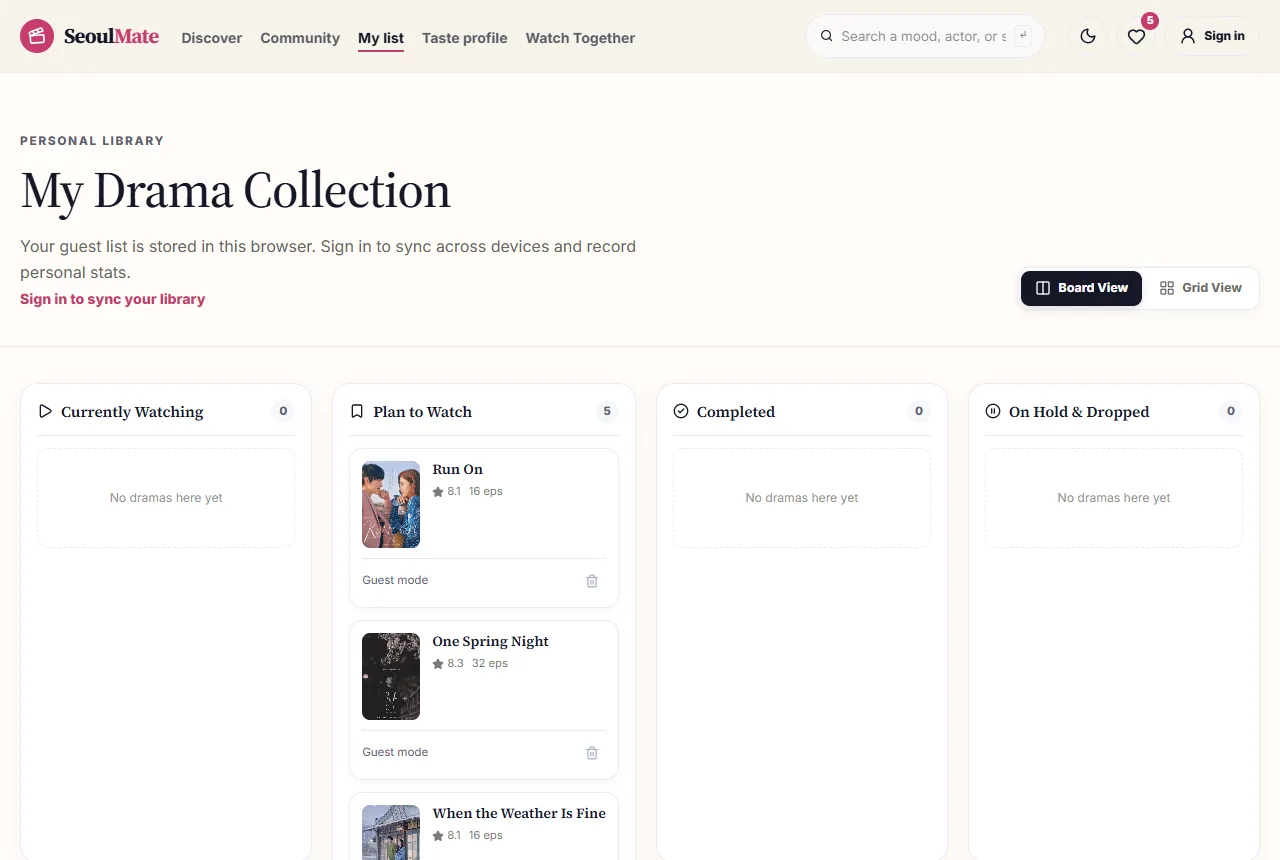 SeoulMate
Discover
Community
My list
Taste profile
Watch Together
Search a mood, actor, or s
5
Sign in
PERSONAL LIBRARY
My Drama Collection
Your guest list is stored in this browser. Sign in to sync across devices and record
personal stats.
Sign in to sync your library
Board View
Grid View
Currently Watching
0
No dramas here yet
Plan to Watch
5
Run On
8.1 16 eps
Guest mode
One Spring Night
8.3 32 eps
Guest mode
When the Weather Is Fine
8.1 16 eps
Completed
0
No dramas here yet
On Hold & Dropped
0
No dramas here yet